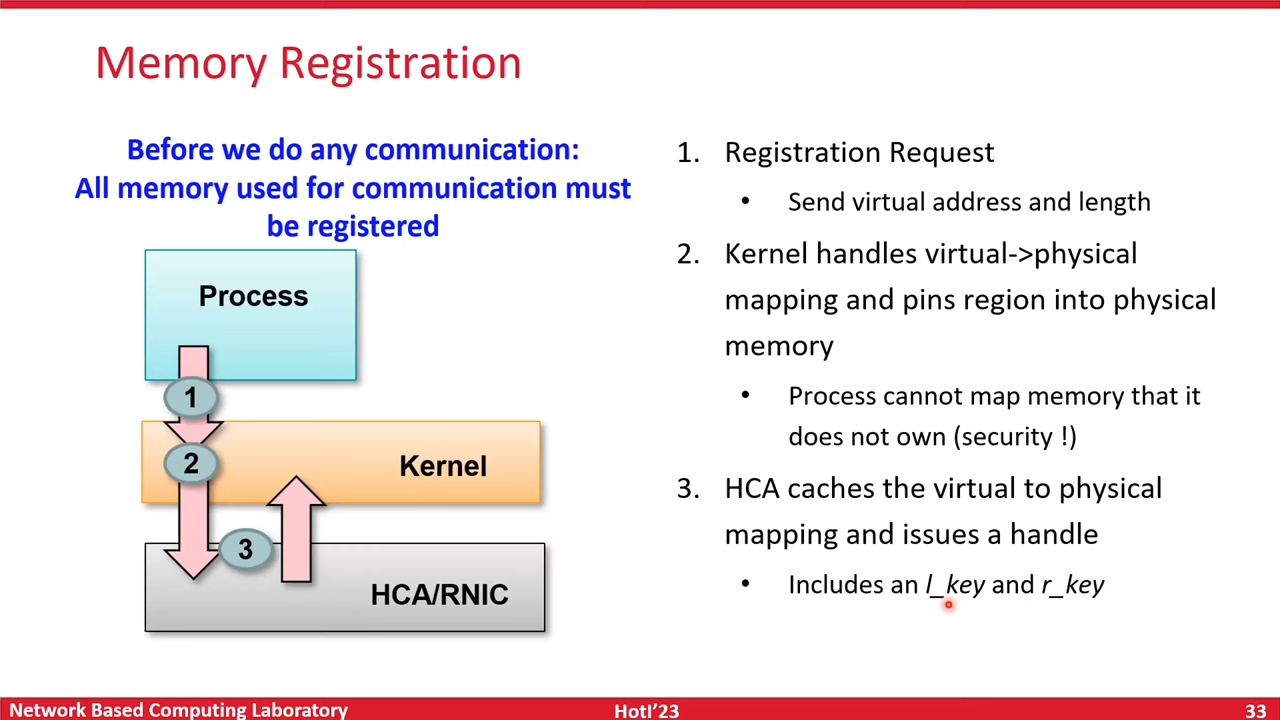 Memory Registration
Before we do any communication:
All memory used for communication must
be registered
Process
1
2
Kernel
3
HCA/RNIC
1. Registration Request
• Send virtual address and length
2. Kernel handles virtual->physical
mapping and pins region into physical
memory
• Process cannot map memory that it
does not own (security !)
3. HCA caches the virtual to physical
mapping and issues a handle
• Includes an l_key and r_key
Network Based Computing Laboratory
HotI'23
33